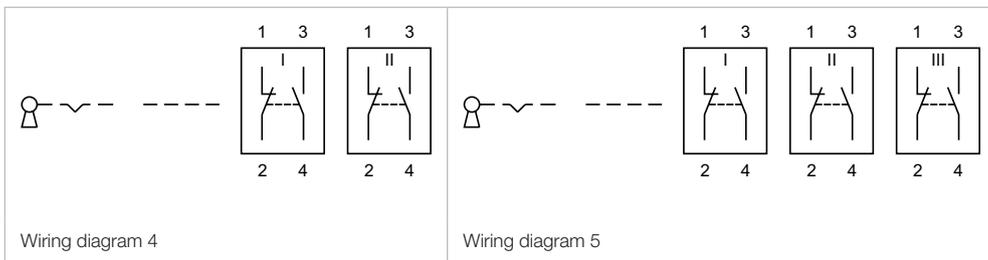 1 3 1 3 1 3 1 3 1 3
I II I II III
2 4 2 4 2 4 2 4 2 4
Wiring diagram 4
Wiring diagram 5